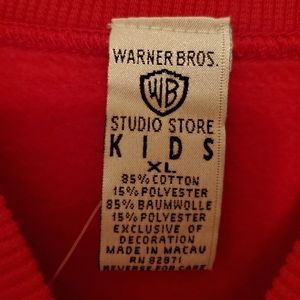 WARNER BROS.
WB
STUDIO STORE
KIDS
XL
85% COTTON
15% POLYESTER
85% BAUMWOLLE
15% POLYESTER
EXCLUSIVE OF
DECORATION
MADE IN MACAU
RN 82871
REVERSE FOR CARE